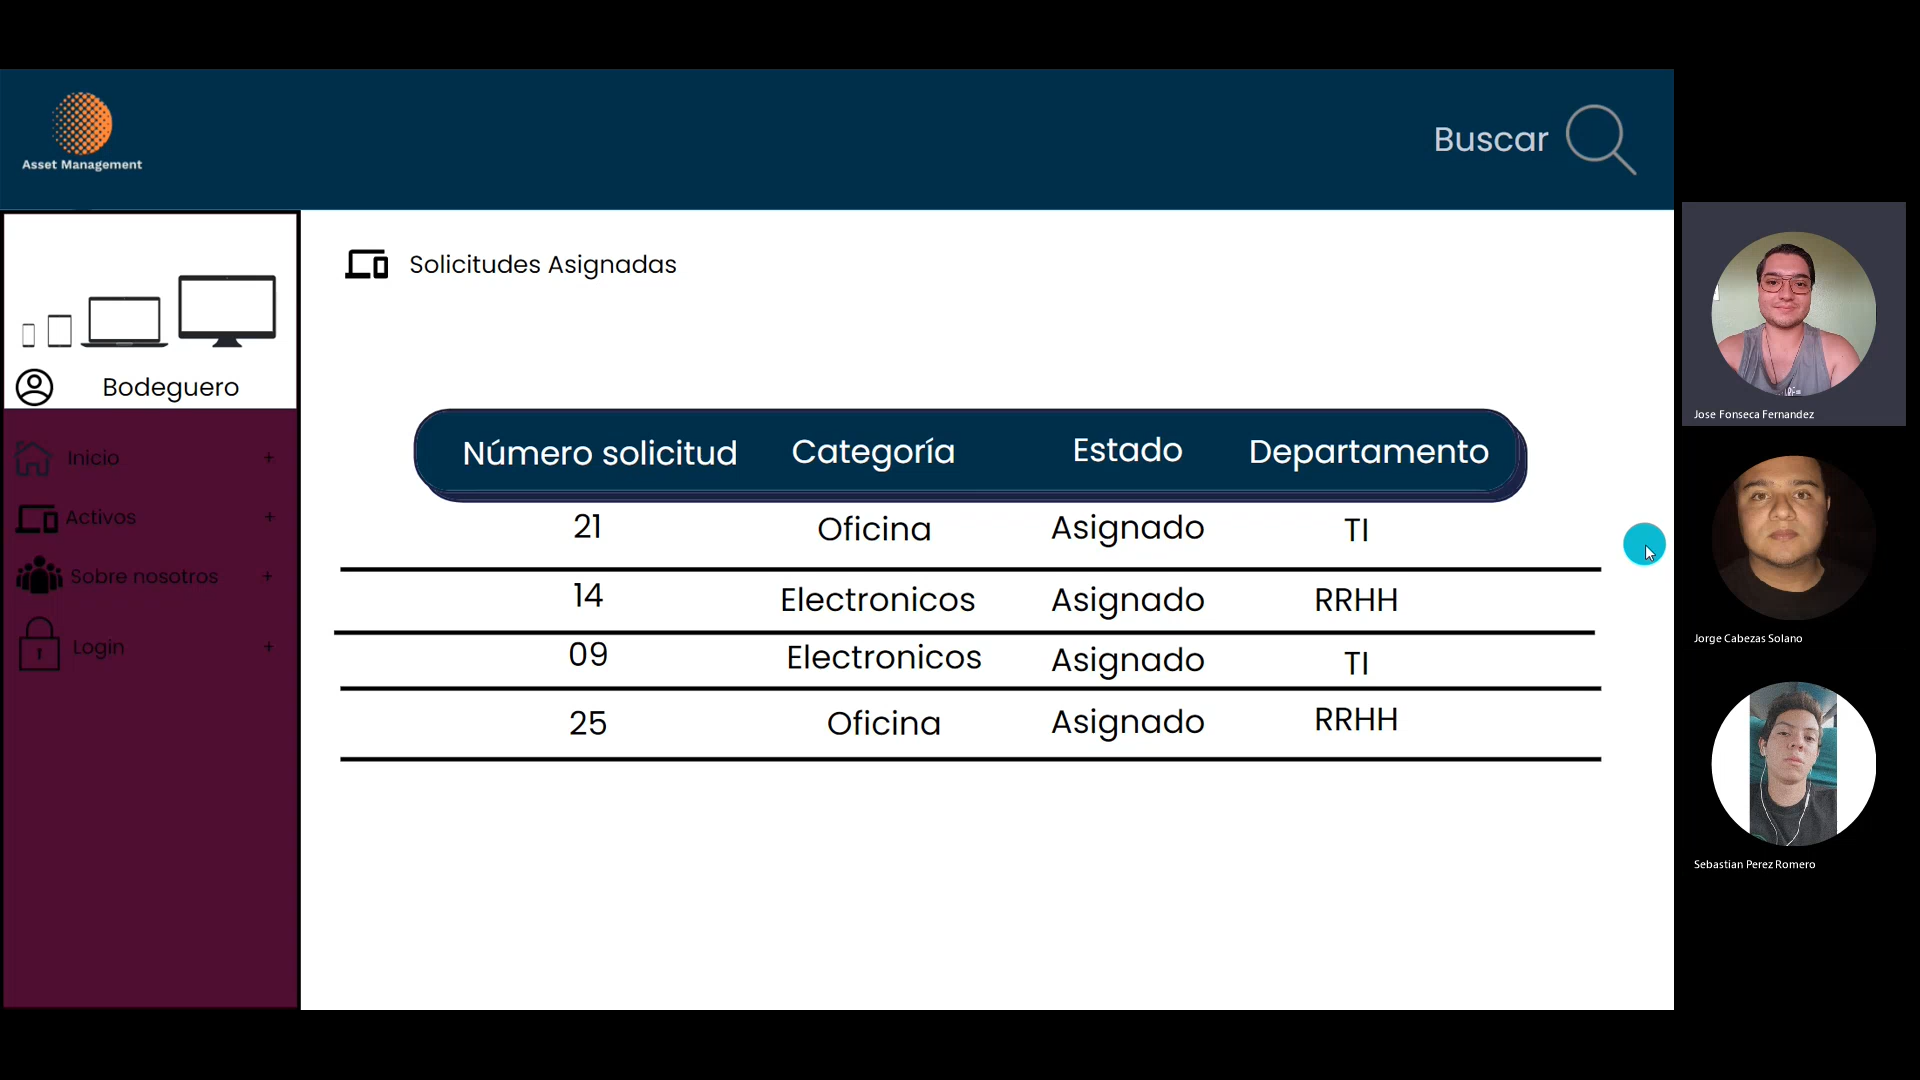 Asset Management
Buscar
Solicitudes Asignadas
Bodeguero
Inicio +
Activos +
Sobre nosotros +
Login +
Número solicitud Categoría Estado Departamento
21 Oficina Asignado TI
14 Electronicos Asignado RRHH
09 Electronicos Asignado TI
25 Oficina Asignado RRHH
Jose Fonseca Fernandez
Jorge Cabezas Solano
Sebastian Perez Romero